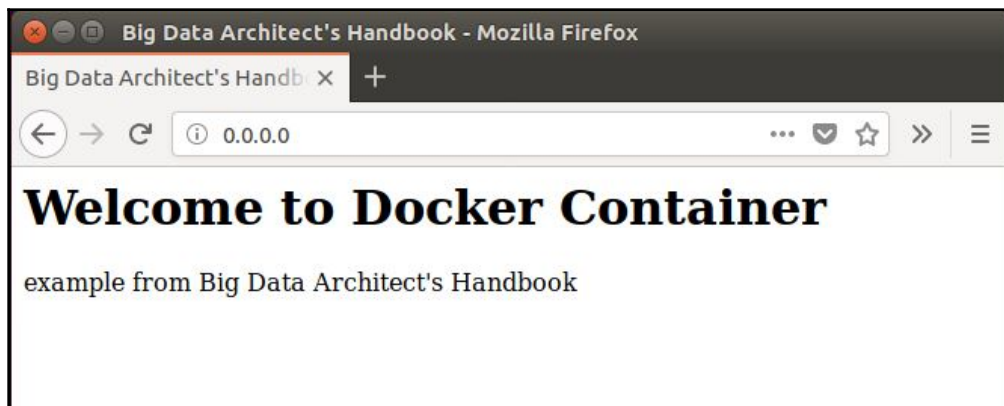 Big Data Architect's Handbook - Mozilla Firefox
Big Data Architect's Handb
0.0.0.0
Welcome to Docker Container
example from Big Data Architect's Handbook